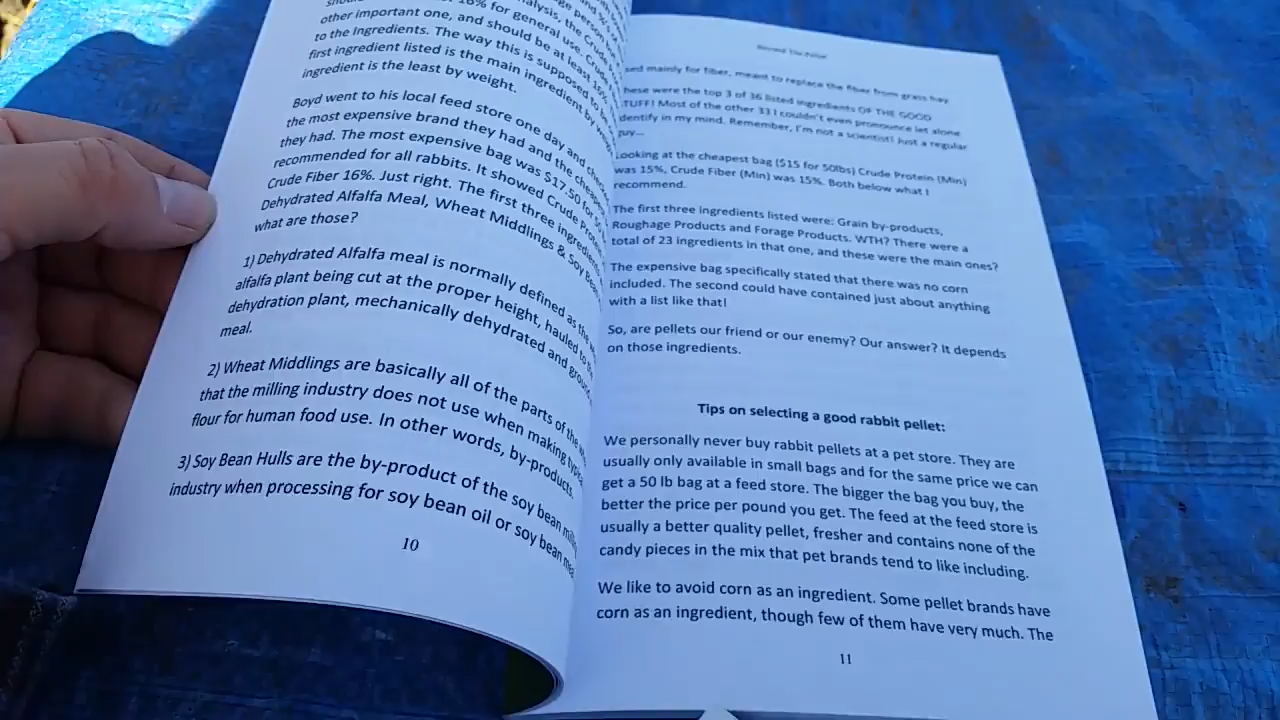 16% for general use. Crude
other important one, and should be at least 16%
to the Ingredients. The way this is supposed to be
first ingredient listed is the main ingredient by weight
ingredient is the least by weight.
Boyd went to his local feed store one day and
the most expensive brand they had and the cheapest
they had. The most expensive bag was $17.50 for 50
recommended for all rabbits. It showed Crude Protein
Crude Fiber 16%. Just right. The first three ingredients
Dehydrated Alfalfa Meal, Wheat Middlings & Soy Bean
what are those?
1) Dehydrated Alfalfa meal is normally defined as the
alfalfa plant being cut at the proper height, hauled to the
dehydration plant, mechanically dehydrated and ground
meal.
2) Wheat Middlings are basically all of the parts of the
that the milling industry does not use when making
flour for human food use. In other words, by-products.
3) Soy Bean Hulls are the by-product of the soy bean
industry when processing for soy bean oil or soy bean
10
Beyond The Pellet
mainly for fiber, meant to replace the fiber from grass hay
were the top 3 of 36 listed ingredients OF THE GOOD
Most of the other 33 I couldn't even pronounce let alone
in my mind. Remember, I'm not a scientist! Just a regular
guy...
Looking at the cheapest bag ($15 for 50lbs) Crude Protein (Min)
was 15%, Crude Fiber (Min) was 15%. Both below what I
recommend.
The first three ingredients listed were: Grain by-products,
Roughage Products and Forage Products. WTH? There were a
total of 23 ingredients in that one, and these were the main ones?
The expensive bag specifically stated that there was no corn
included. The second could have contained just about anything
with a list like that!
So, are pellets our friend or our enemy? Our answer? It depends
on those ingredients.
Tips on selecting a good rabbit pellet:
We personally never buy rabbit pellets at a pet store. They are
usually only available in small bags and for the same price we can
get a 50 lb bag at a feed store. The bigger the bag you buy, the
better the price per pound you get. The feed at the feed store is
usually a better quality pellet, fresher and contains none of the
candy pieces in the mix that pet brands tend to like including.
We like to avoid corn as an ingredient. Some pellet brands have
corn as an ingredient, though few of them have very much. The
11